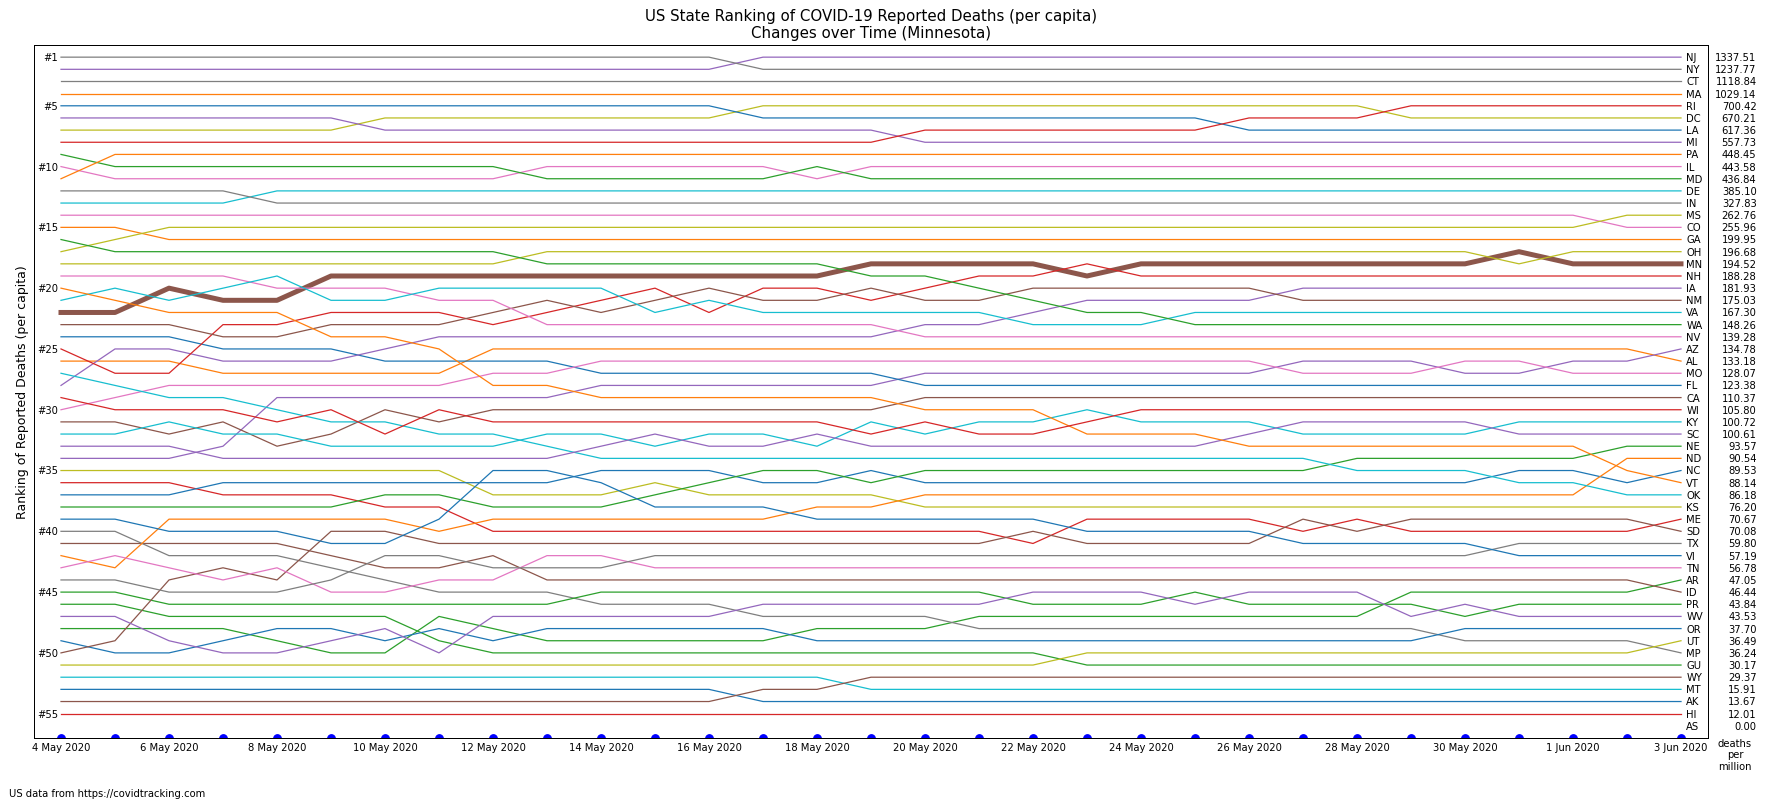 US State Ranking of COVID-19 Reported Deaths (per capita)
Changes over Time (Minnesota)
Ranking of Reported Deaths (per capita)
#1
#5
#10
#15
#20
#25
#30
#35
#40
#45
#50
#55
NJ 1337.51
NY 1237.77
CT 1118.84
MA 1029.14
RI 700.42
DC 670.21
LA 617.36
MI 557.73
PA 448.45
IL 443.58
MD 436.84
DE 385.10
IN 327.83
MS 262.76
CO 255.96
GA 199.95
OH 196.68
MN 194.52
NH 188.28
IA 181.93
NM 175.03
VA 167.30
WA 148.26
NV 139.28
AZ 134.78
AL 133.18
MO 128.07
FL 123.38
CA 110.37
WI 105.80
KY 100.72
SC 100.61
NE 93.57
ND 90.54
NC 89.53
VT 88.14
OK 86.18
KS 76.20
ME 70.67
SD 70.08
TX 59.80
VI 57.19
TN 56.78
AR 47.05
ID 46.44
PR 43.84
WV 43.53
OR 37.70
UT 36.49
MP 36.24
GU 30.17
WY 29.37
MT 15.91
AK 13.67
HI 12.01
AS 0.00
4 May 2020 6 May 2020 8 May 2020 10 May 2020 12 May 2020 14 May 2020 16 May 2020 18 May 2020 20 May 2020 22 May 2020 24 May 2020 26 May 2020 28 May 2020 30 May 2020 1 Jun 2020 3 Jun 2020
deaths
per
million
US data from https://covidtracking.com